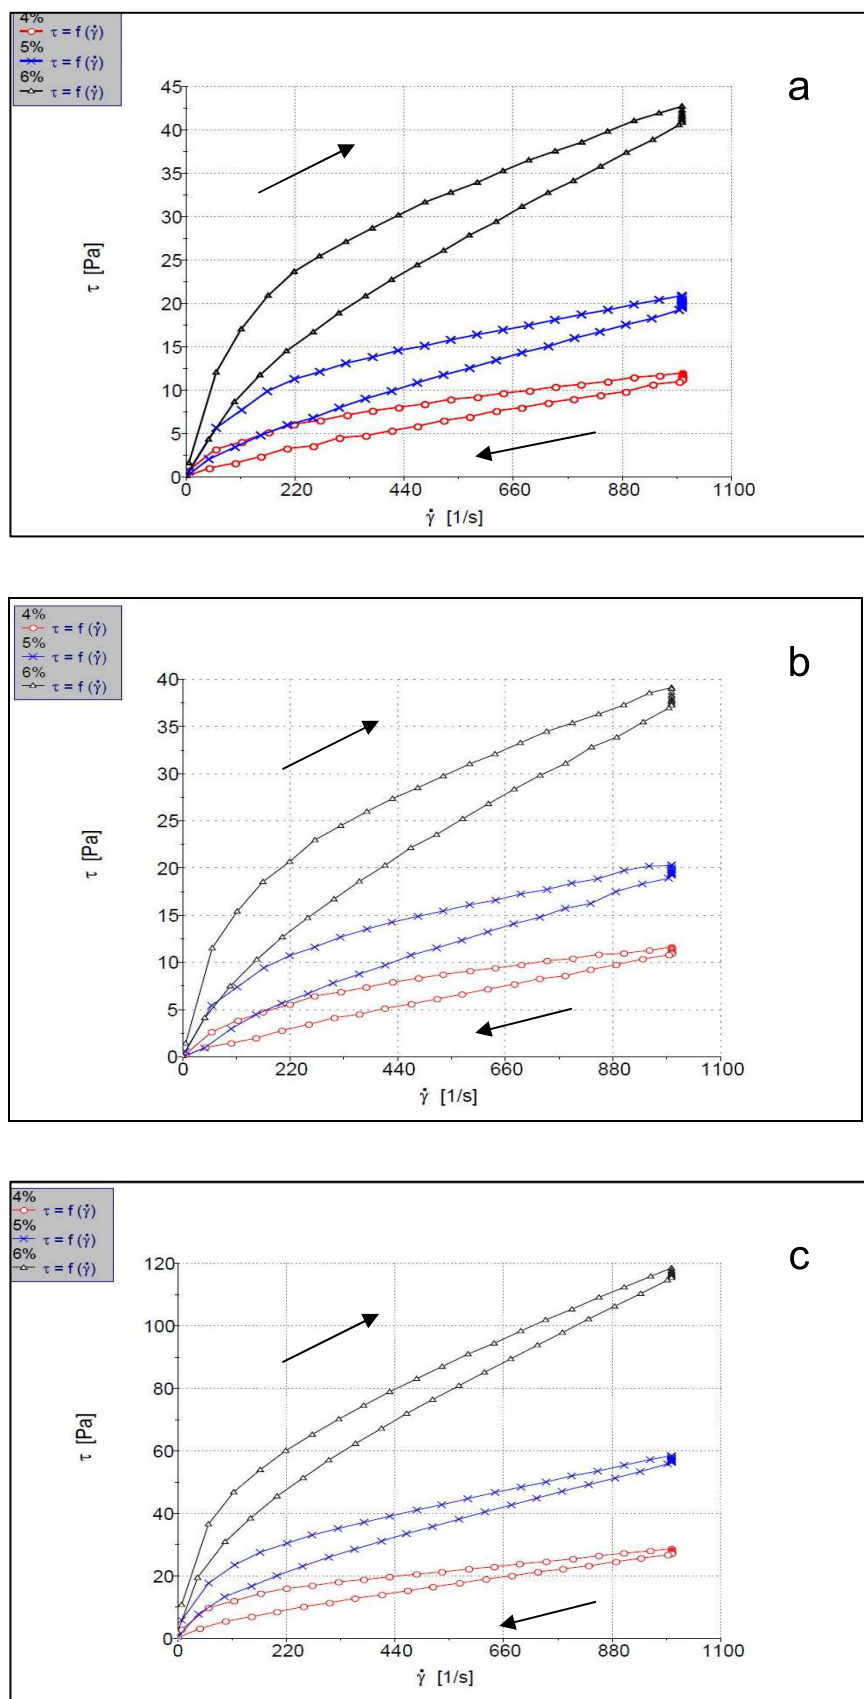 4%
τ = f (γ̇)
5%
τ = f (γ̇)
6%
τ = f (γ̇)
a
45
40
35
30
25
20
15
10
5
0
τ [Pa]
0 220 440 660 880 1100
γ̇ [1/s]
4%
τ = f (γ̇)
5%
τ = f (γ̇)
6%
τ = f (γ̇)
b
40
35
30
25
20
15
10
5
0
τ [Pa]
0 220 440 660 880 1100
γ̇ [1/s]
4%
τ = f (γ̇)
5%
τ = f (γ̇)
6%
τ = f (γ̇)
c
120
100
80
60
40
20
0
τ [Pa]
0 220 440 660 880 1100
γ̇ [1/s]